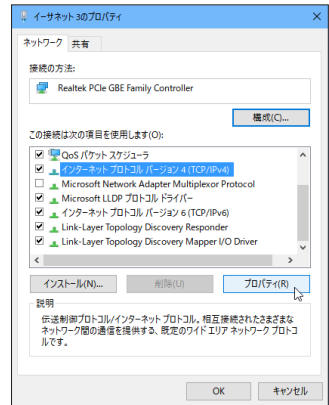 イーサネット 3のプロパティ
ネットワーク 共有
接続の方法:
Realtek PCIe GBE Family Controller
構成(C)...
この接続は次の項目を使用します(O):
QoS パケット スケジューラ
インターネット プロトコル バージョン 4 (TCP/IPv4)
Microsoft Network Adapter Multiplexor Protocol
Microsoft LLDP プロトコル ドライバー
インターネット プロトコル バージョン 6 (TCP/IPv6)
Link-Layer Topology Discovery Responder
Link-Layer Topology Discovery Mapper I/O Driver
インストール(N)... 削除(U) プロパティ(R)
説明
伝送制御プロトコル/インターネット プロトコル。相互接続されたさまざまな
ネットワーク間の通信を提供する、既定のワイド エリア ネットワーク プロトコ
ルです。
OK キャンセル